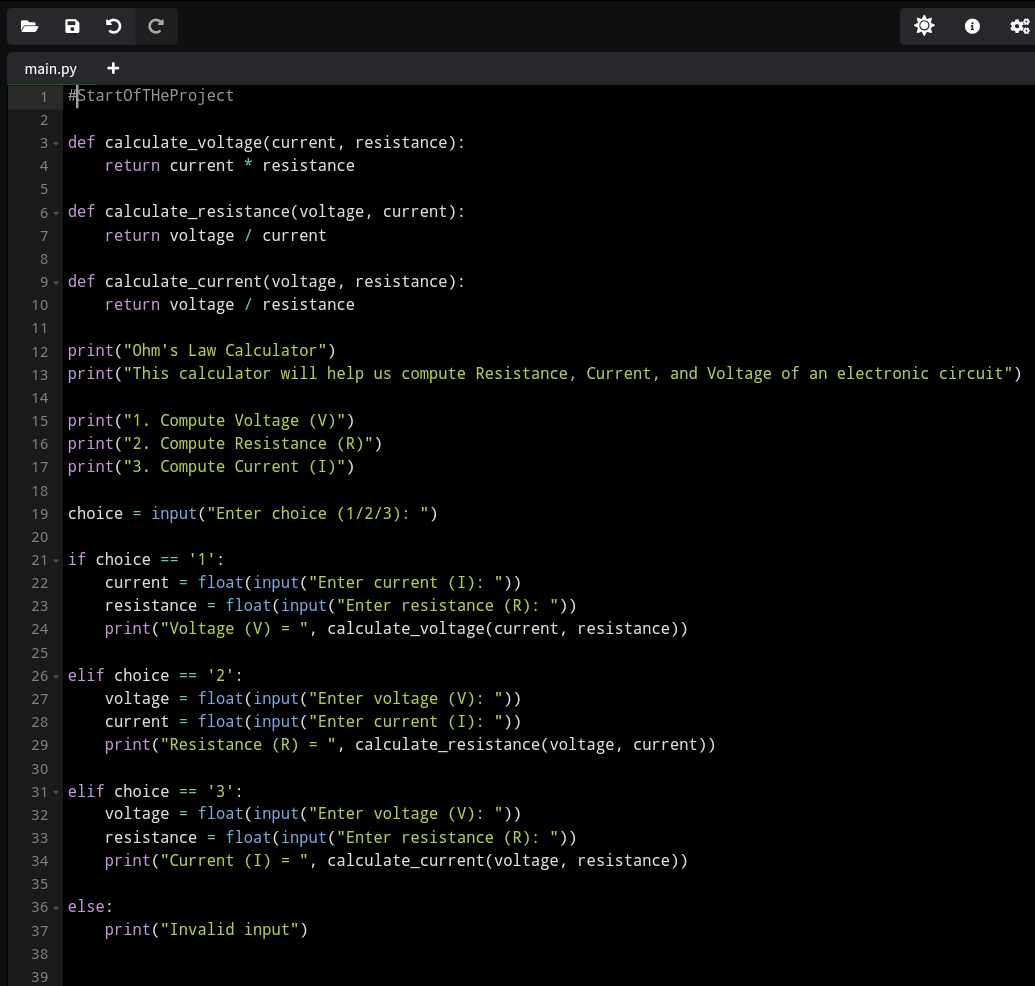 main.py +
1 #StartOfTHeProject
2
3 def calculate_voltage(current, resistance):
4     return current * resistance
5
6 def calculate_resistance(voltage, current):
7     return voltage / current
8
9 def calculate_current(voltage, resistance):
10     return voltage / resistance
11
12 print("Ohm's Law Calculator")
13 print("This calculator will help us compute Resistance, Current, and Voltage of an electronic circuit")
14
15 print("1. Compute Voltage (V)")
16 print("2. Compute Resistance (R)")
17 print("3. Compute Current (I)")
18
19 choice = input("Enter choice (1/2/3): ")
20
21 if choice == '1':
22     current = float(input("Enter current (I): "))
23     resistance = float(input("Enter resistance (R): "))
24     print("Voltage (V) = ", calculate_voltage(current, resistance))
25
26 elif choice == '2':
27     voltage = float(input("Enter voltage (V): "))
28     current = float(input("Enter current (I): "))
29     print("Resistance (R) = ", calculate_resistance(voltage, current))
30
31 elif choice == '3':
32     voltage = float(input("Enter voltage (V): "))
33     resistance = float(input("Enter resistance (R): "))
34     print("Current (I) = ", calculate_current(voltage, resistance))
35
36 else:
37     print("Invalid input")
38
39